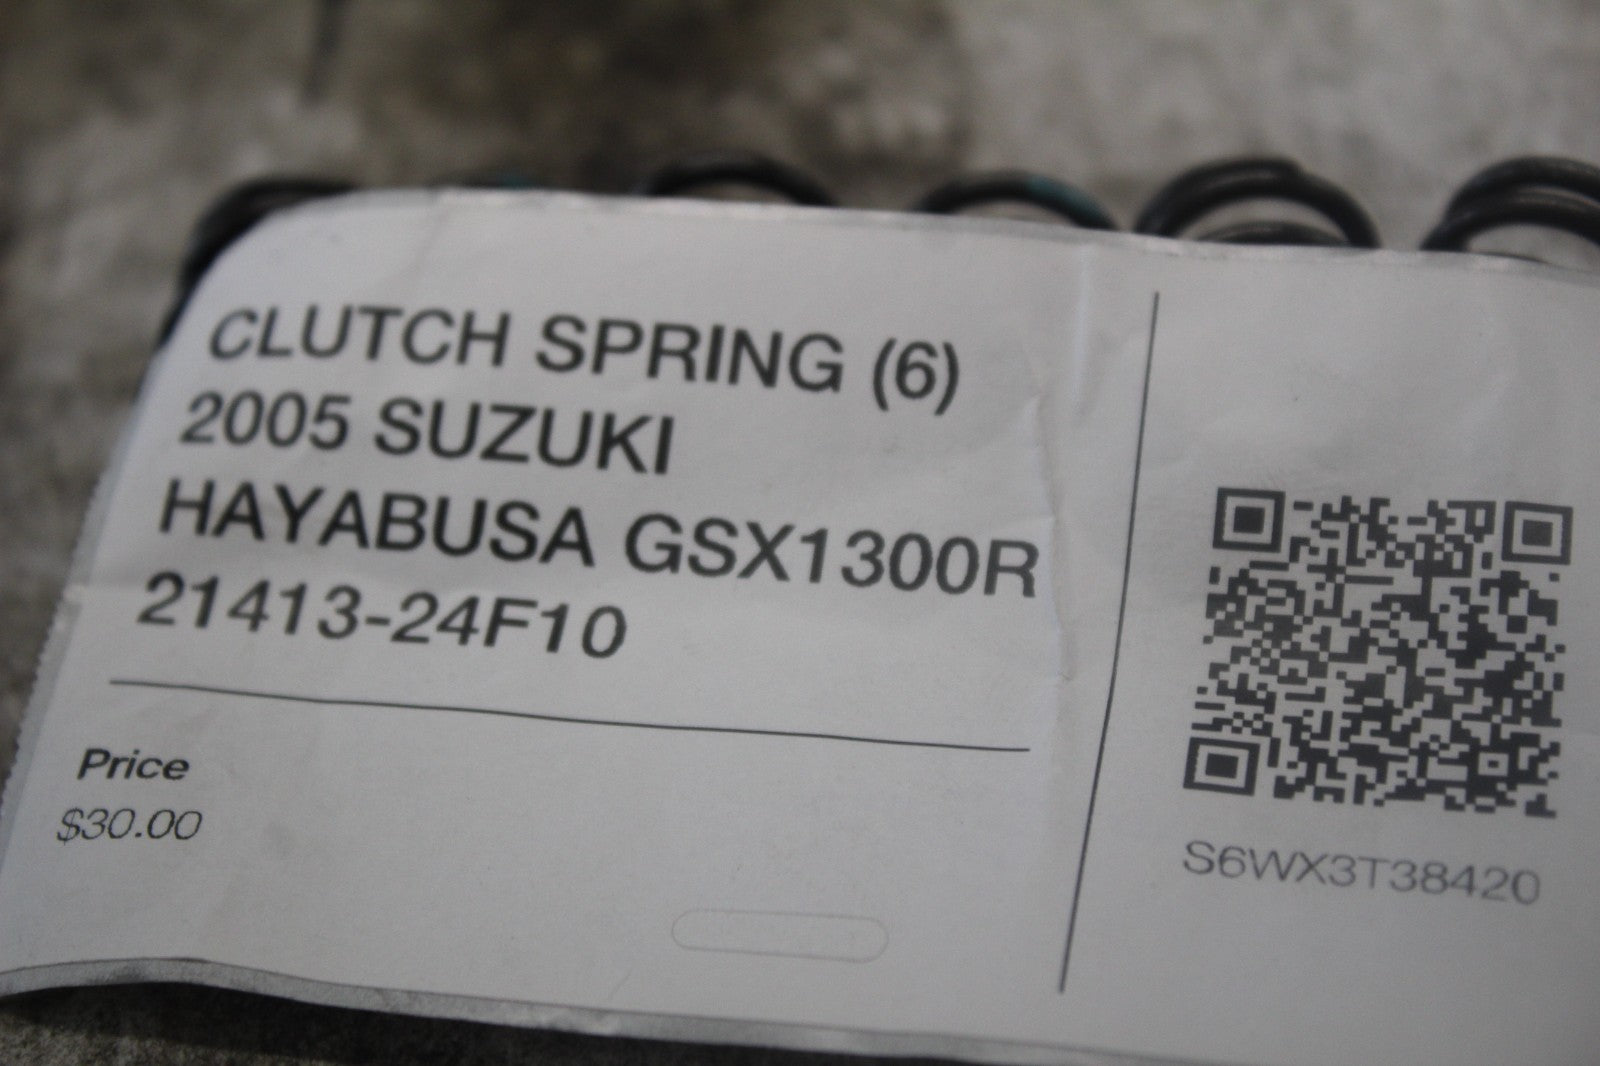 CLUTCH SPRING (6)
2005 SUZUKI
HAYABUSA GSX1300R
21413-24F10
Price
$30.00
S6WX3T38420